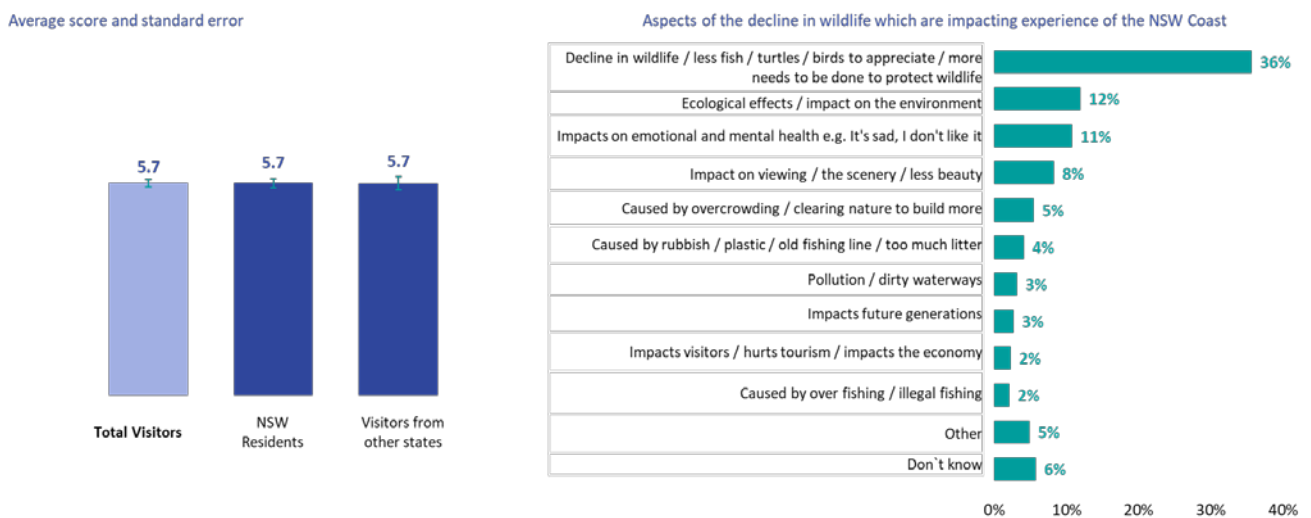 Average score and standard error
5.7
5.7
5.7
Total Visitors
NSW
Residents
Visitors from
other states
Aspects of the decline in wildlife which are impacting experience of the NSW Coast
Decline in wildlife / less fish / turtles / birds to appreciate / more
needs to be done to protect wildlife
36%
Ecological effects / impact on the environment
12%
Impacts on emotional and mental health e.g. It's sad, I don't like it
11%
Impact on viewing / the scenery / less beauty
8%
Caused by overcrowding / clearing nature to build more
5%
Caused by rubbish / plastic / old fishing line / too much litter
4%
Pollution / dirty waterways
3%
Impacts future generations
3%
Impacts visitors / hurts tourism / impacts the economy
2%
Caused by over fishing / illegal fishing
2%
Other
5%
Don`t know
6%
0% 10% 20% 30% 40%